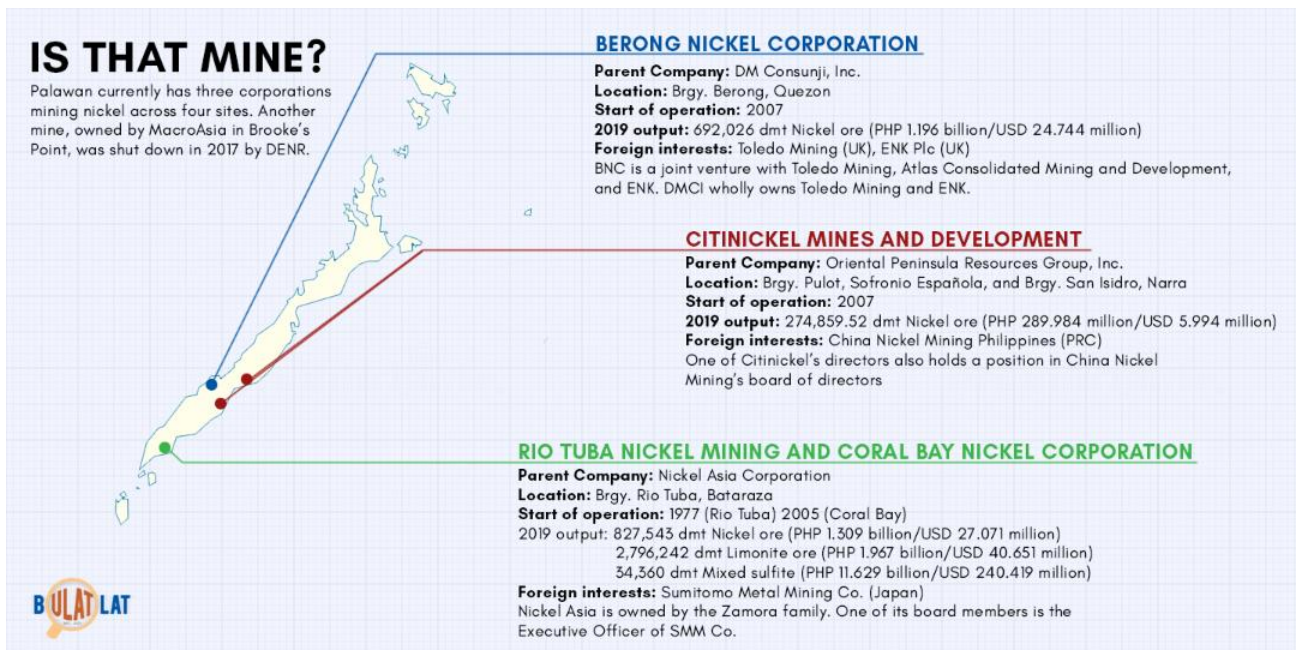 IS THAT MINE?
Palawan currently has three corporations
mining nickel across four sites. Another
mine, owned by MacroAsia in Brooke's
Point, was shut down in 2017 by DENR.
BERONG NICKEL CORPORATION
Parent Company: DM Consunji, Inc.
Location: Brgy. Berong, Quezon
Start of operation: 2007
2019 output: 692,026 dmt Nickel ore (PHP 1.196 billion/USD 24.744 million)
Foreign interests: Toledo Mining (UK), ENK Plc (UK)
BNC is a joint venture with Toledo Mining, Atlas Consolidated Mining and Development,
and ENK. DMCI wholly owns Toledo Mining and ENK.
CITINICKEL MINES AND DEVELOPMENT
Parent Company: Oriental Peninsula Resources Group, Inc.
Location: Brgy. Pulot, Sofronio Española, and Brgy. San Isidro, Narra
Start of operation: 2007
2019 output: 274,859.52 dmt Nickel ore (PHP 289.984 million/USD 5.994 million)
Foreign interests: China Nickel Mining Philippines (PRC)
One of Citinickel's directors also holds a position in China Nickel
Mining's board of directors
RIO TUBA NICKEL MINING AND CORAL BAY NICKEL CORPORATION
Parent Company: Nickel Asia Corporation
Location: Brgy. Rio Tuba, Bataraza
Start of operation: 1977 (Rio Tuba) 2005 (Coral Bay)
2019 output: 827,543 dmt Nickel ore (PHP 1.309 billion/USD 27.071 million)
2,796,242 dmt Limonite ore (PHP 1.967 billion/USD 40.651 million)
34,360 dmt Mixed sulfite (PHP 11.629 billion/USD 240.419 million)
Foreign interests: Sumitomo Metal Mining Co. (Japan)
Nickel Asia is owned by the Zamora family. One of its board members is the
Executive Officer of SMM Co.
BULATLAT